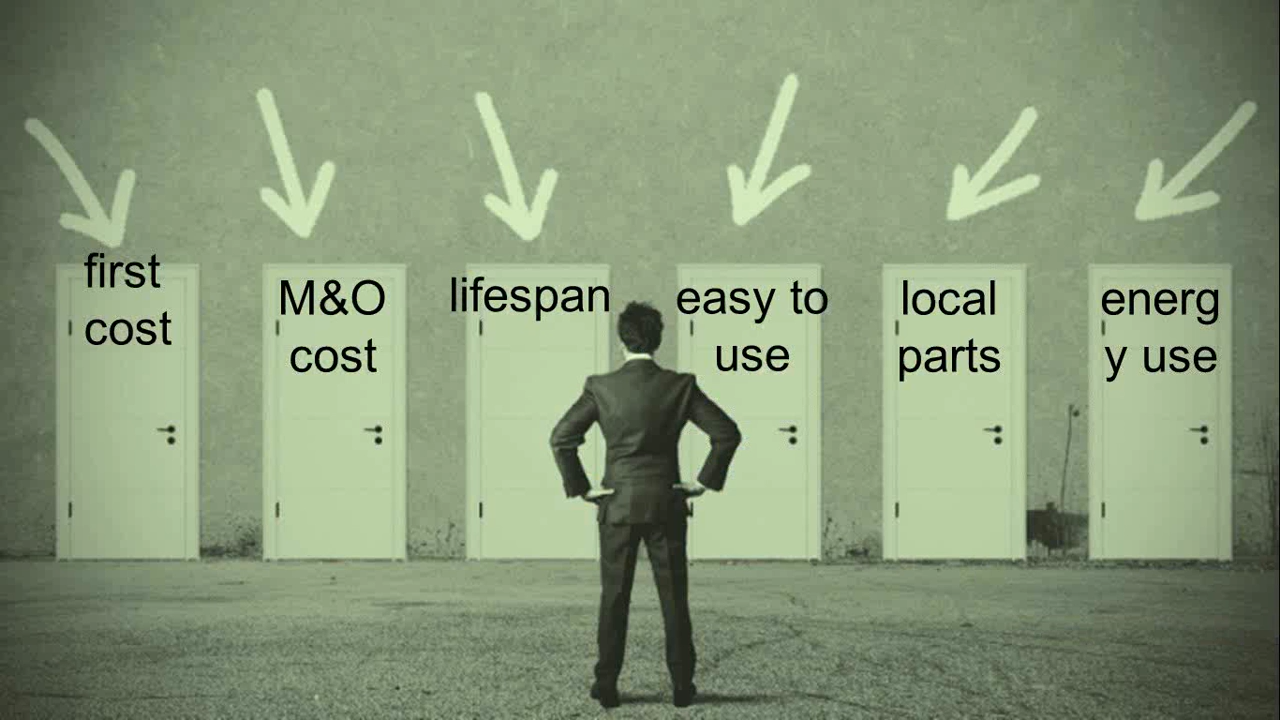 first
cost
M&O
cost
lifespan
easy to
use
local
parts
energ
y use